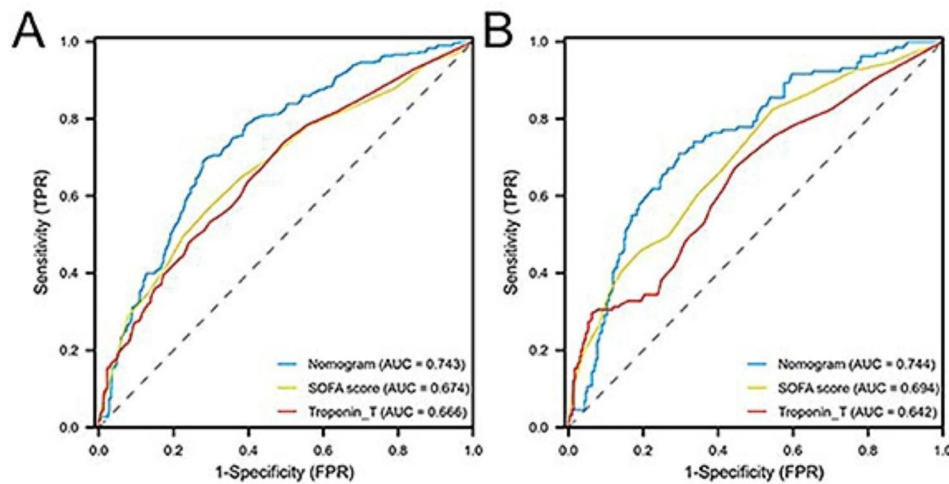 A
1.0
0.8
0.6
0.4
0.2
0.0
Sensitivity (TPR)
Nomogram (AUC = 0.743)
SOFA score (AUC = 0.674)
Troponin_T (AUC = 0.666)
0.0 0.2 0.4 0.6 0.8 1.0
1-Specificity (FPR)
B
1.0
0.8
0.6
0.4
0.2
0.0
Sensitivity (TPR)
Nomogram (AUC = 0.744)
SOFA score (AUC = 0.694)
Troponin_T (AUC = 0.642)
0.0 0.2 0.4 0.6 0.8 1.0
1-Specificity (FPR)